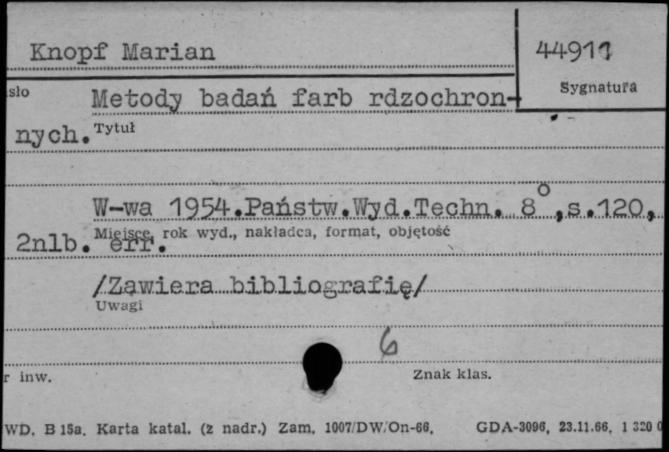 Knopf Marian
44911
Sygnatura
sło
Metody badań farb rdzochron-
nych.
Tytuł
W-wa 1954.Państw.Wyd.Techn. 8°,s.120,
2nlb. err.
Miejsce, rok wyd., nakładca, format, objętość
/Zawiera bibliografię/
Uwagi
6
r inw.
Znak klas.
WD. B 15a. Karta katal. (z nadr.) Zam. 1007/DW/On-66. GDA-3096, 23.11.66, 1 320 0